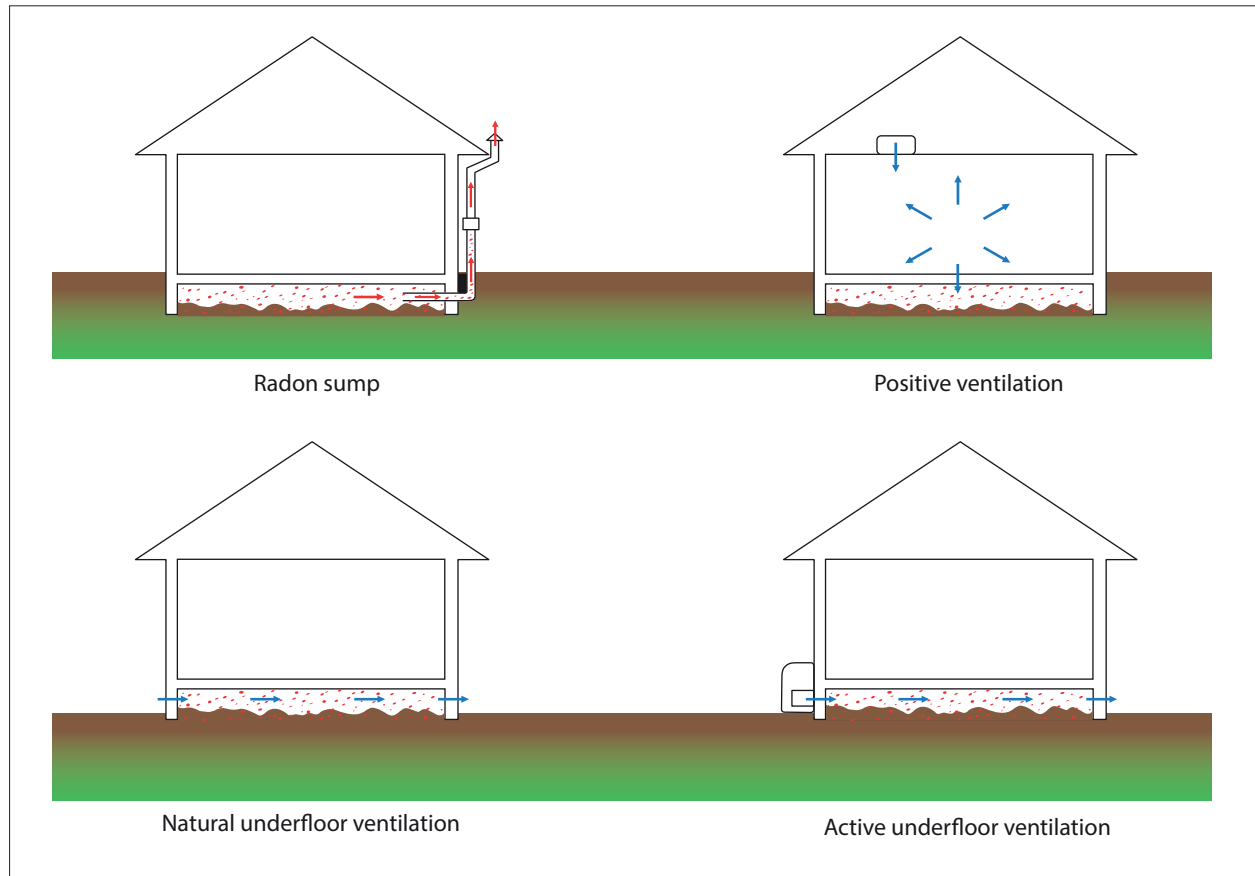 Radon sump
Positive ventilation
Natural underfloor ventilation
Active underfloor ventilation